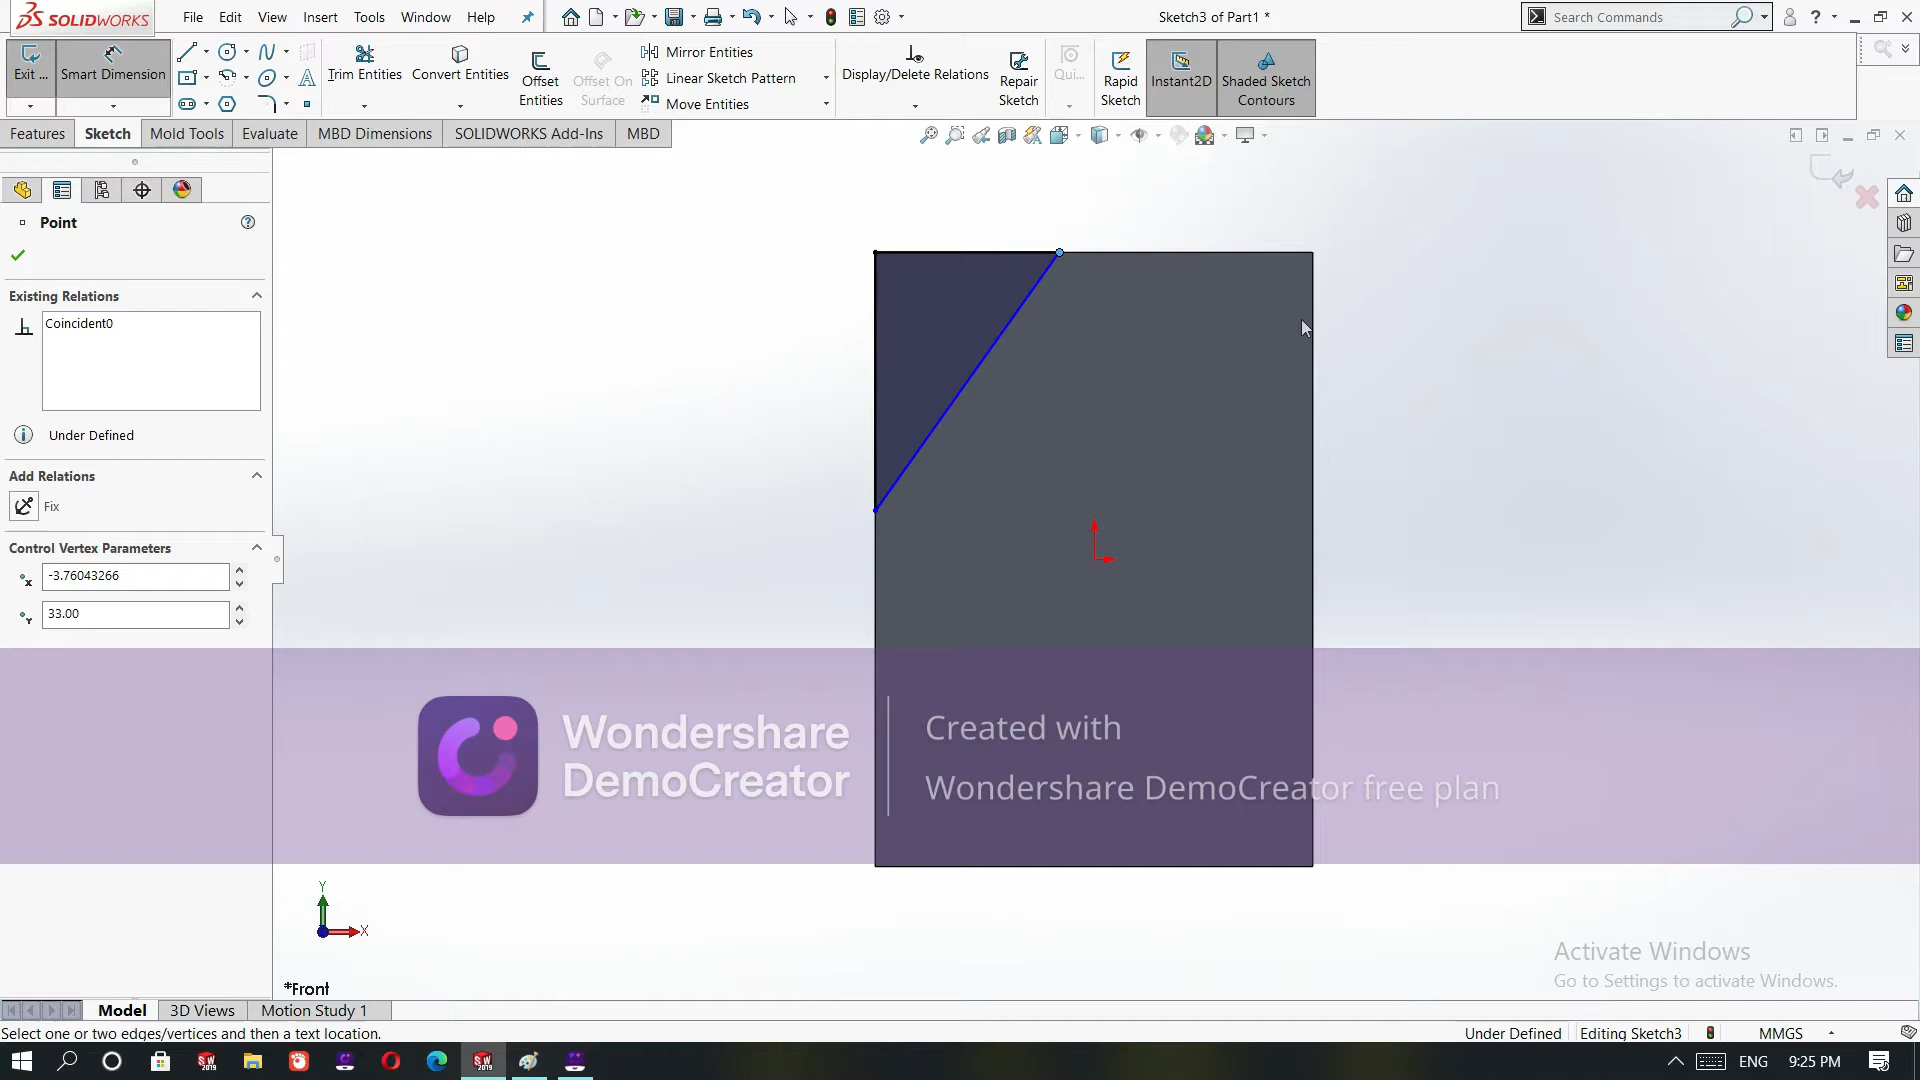 SOLIDWORKS
File
Edit
View
Insert
Tools
Window
Help
Sketch3 of Part1 *
Search Commands
Exit ...
Smart Dimension
Trim Entities
Convert Entities
Offset
Entities
Offset On
Surface
Mirror Entities
Linear Sketch Pattern
Move Entities
Display/Delete Relations
Repair
Sketch
Qui...
Rapid
Sketch
Instant2D
Shaded Sketch
Contours
Features
Sketch
Mold Tools
Evaluate
MBD Dimensions
SOLIDWORKS Add-Ins
MBD
Point
Existing Relations
Coincident0
Under Defined
Add Relations
Fix
Control Vertex Parameters
-3.76043266
33.00
Wondershare
DemoCreator
Created with
Wondershare DemoCreator free plan
Y
X
*Front
Activate Windows
Go to Settings to activate Windows.
Model
3D Views
Motion Study 1
Select one or two edges/vertices and then a text location.
Under Defined
Editing Sketch3
MMGS
ENG
9:25 PM